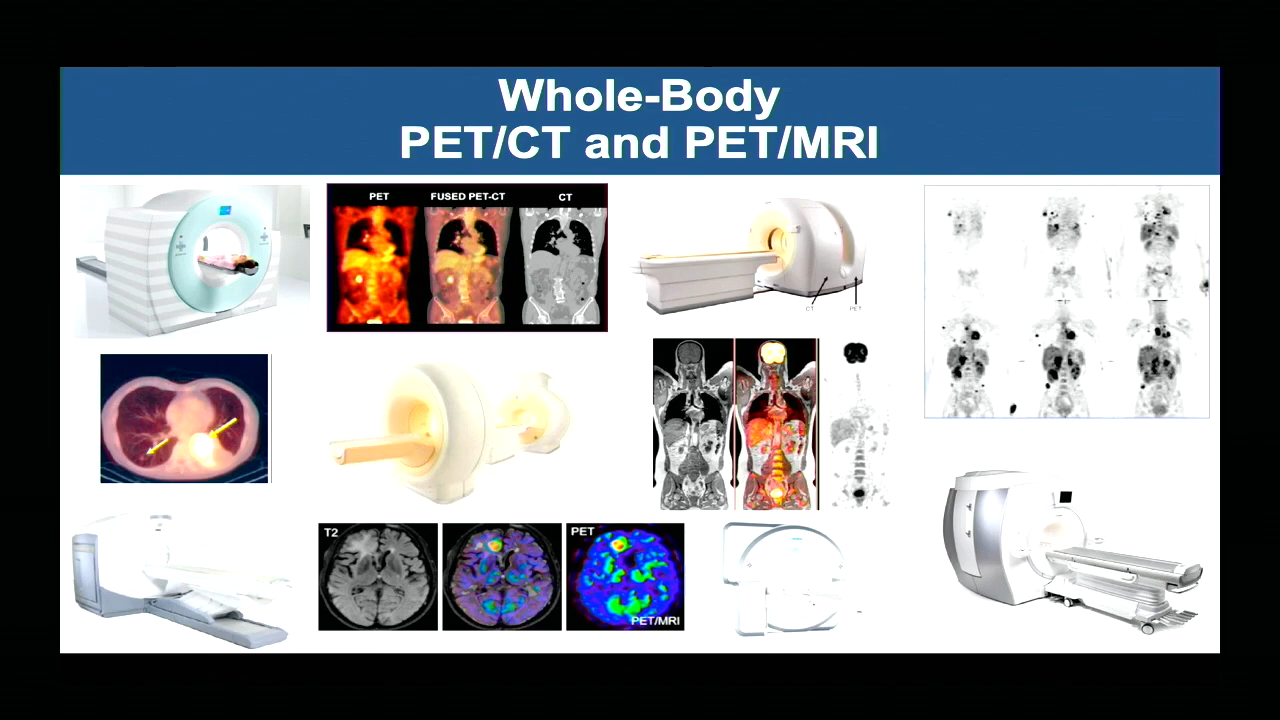 Whole-Body
PET/CT and PET/MRI
PET
FUSED PET-CT
CT
CT
PET
T2
PET
PET/MRI